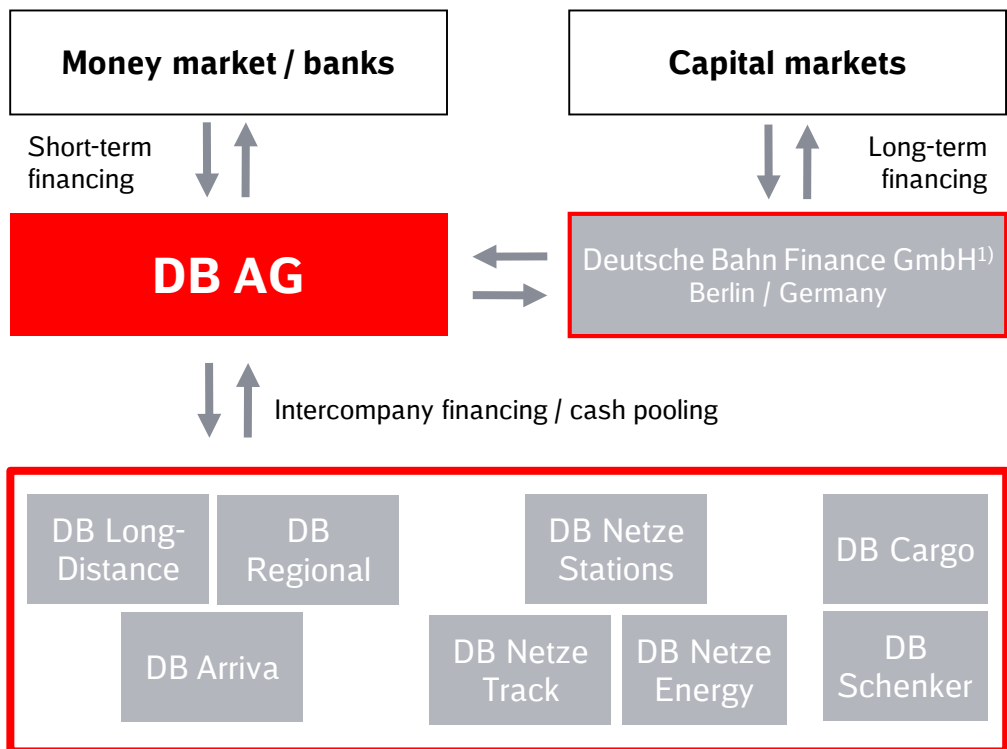 Money market / banks
Capital markets
Short-term
financing
Long-term
financing
DB AG
Deutsche Bahn Finance GmbH¹⁾
Berlin / Germany
Intercompany financing / cash pooling
DB Long-
Distance
DB
Regional
DB Netze
Stations
DB Cargo
DB Arriva
DB Netze
Track
DB Netze
Energy
DB
Schenker